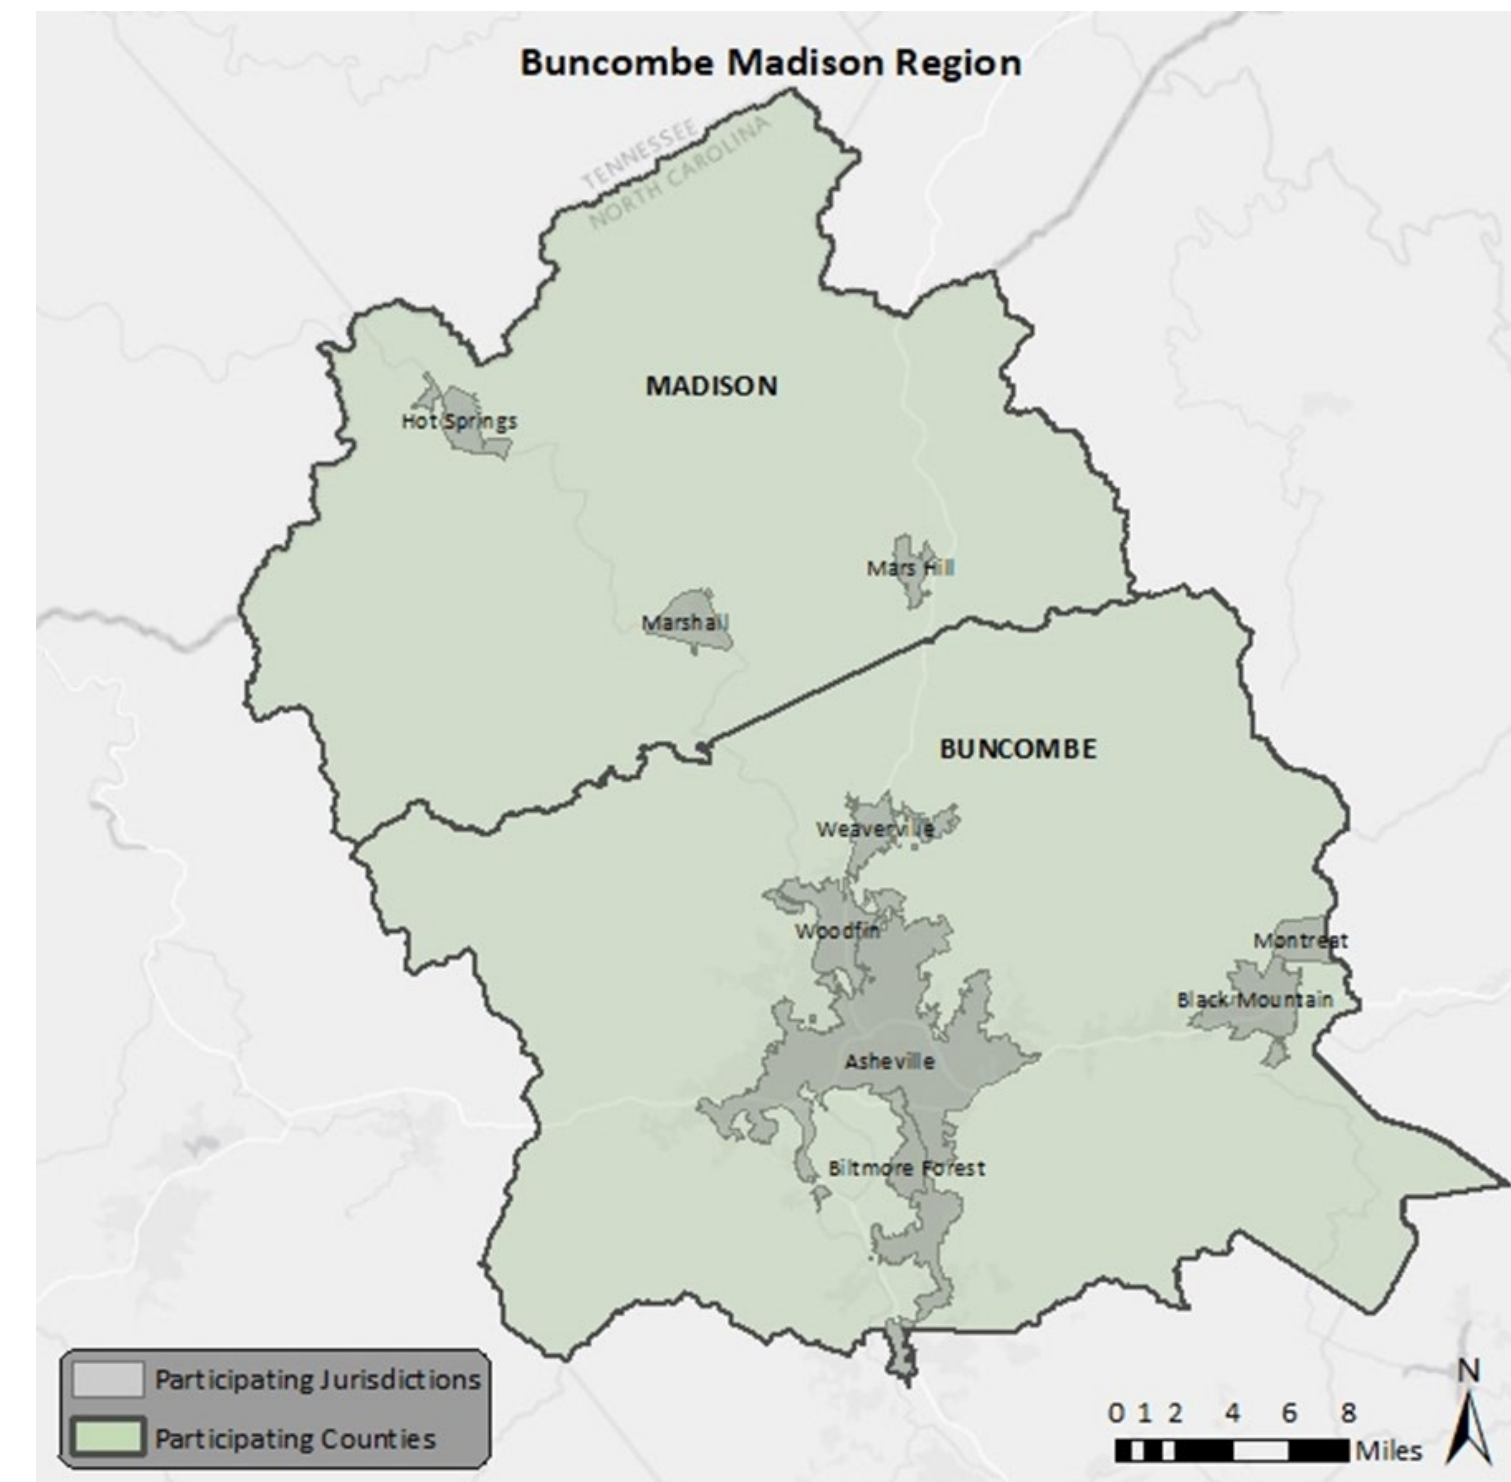 Buncombe Madison Region
TENNESSEE
NORTH CAROLINA
MADISON
Hot Springs
Mars Hill
Marshall
BUNCOMBE
Weaverville
Woodfin
Montreat
Black Mountain
Asheville
Biltmore Forest
Participating Jurisdictions
Participating Counties
N
0 1 2 4 6 8
Miles